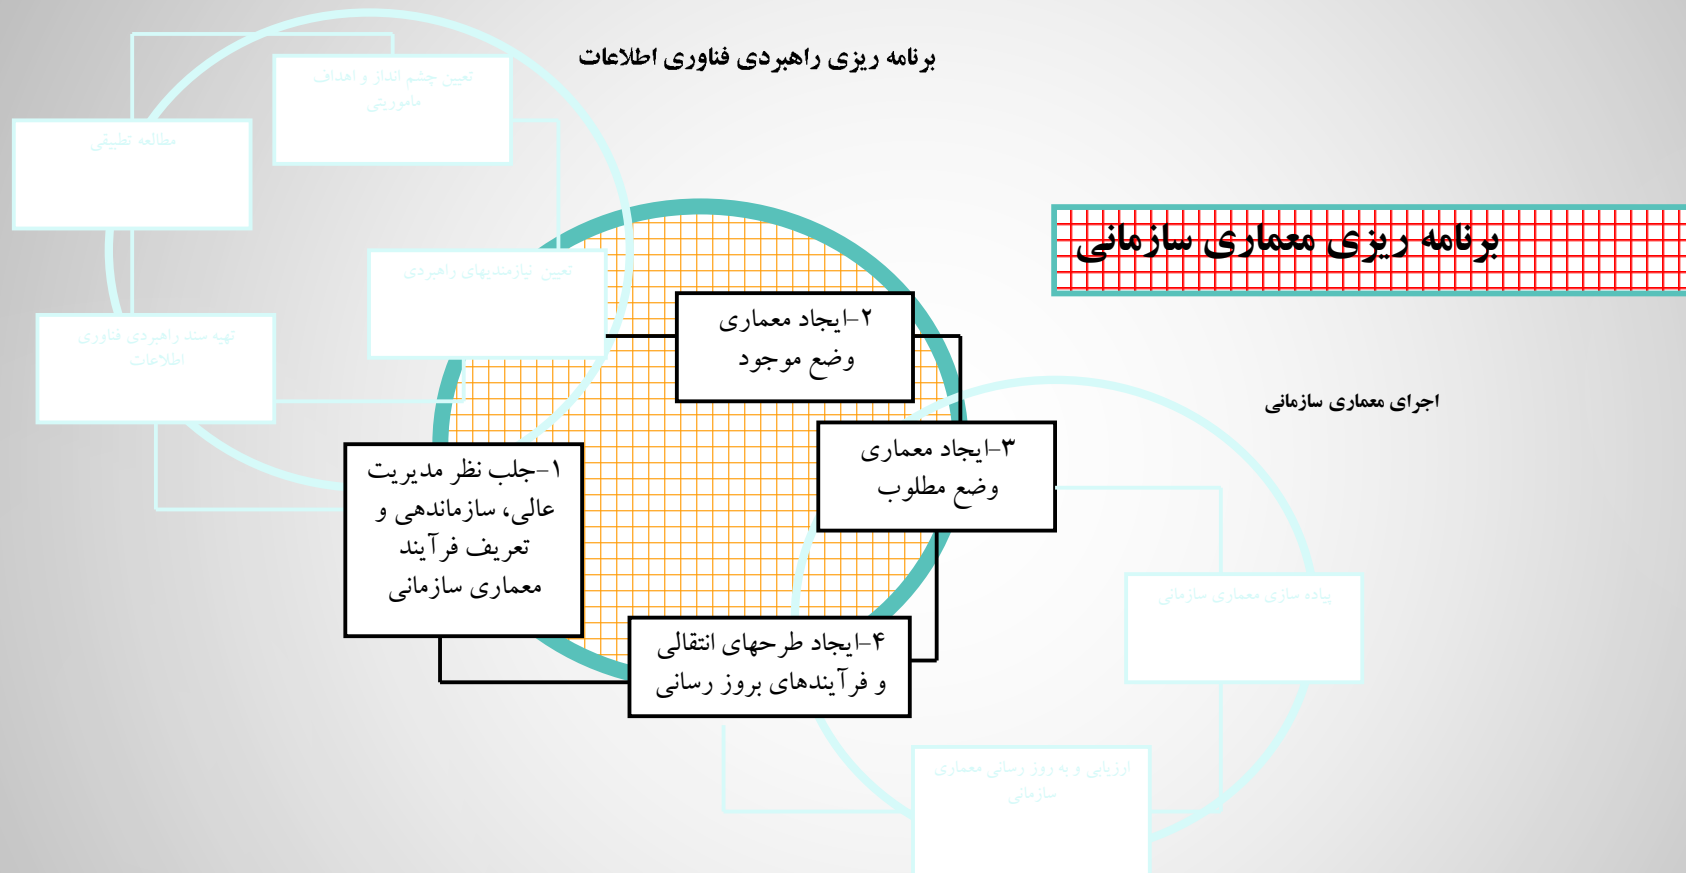 برنامه ریزی راهبردی فناوری اطلاعات
تعیین چشم انداز و اهداف
ماموریتی
مطالعه تطبیقی
تعیین نیازمندیهای راهبردی
تهیه سند راهبردی فناوری
اطلاعات
برنامه ریزی معماری سازمانی
۲-ایجاد معماری
وضع موجود
۳-ایجاد معماری
وضع مطلوب
۱-جلب نظر مدیریت
عالی، سازماندهی و
تعریف فرآیند
معماری سازمانی
۴-ایجاد طرحهای انتقالی
و فرآیندهای بروز رسانی
اجرای معماری سازمانی
پیاده سازی معماری سازمانی
ارزیابی و به روز رسانی معماری
سازمانی